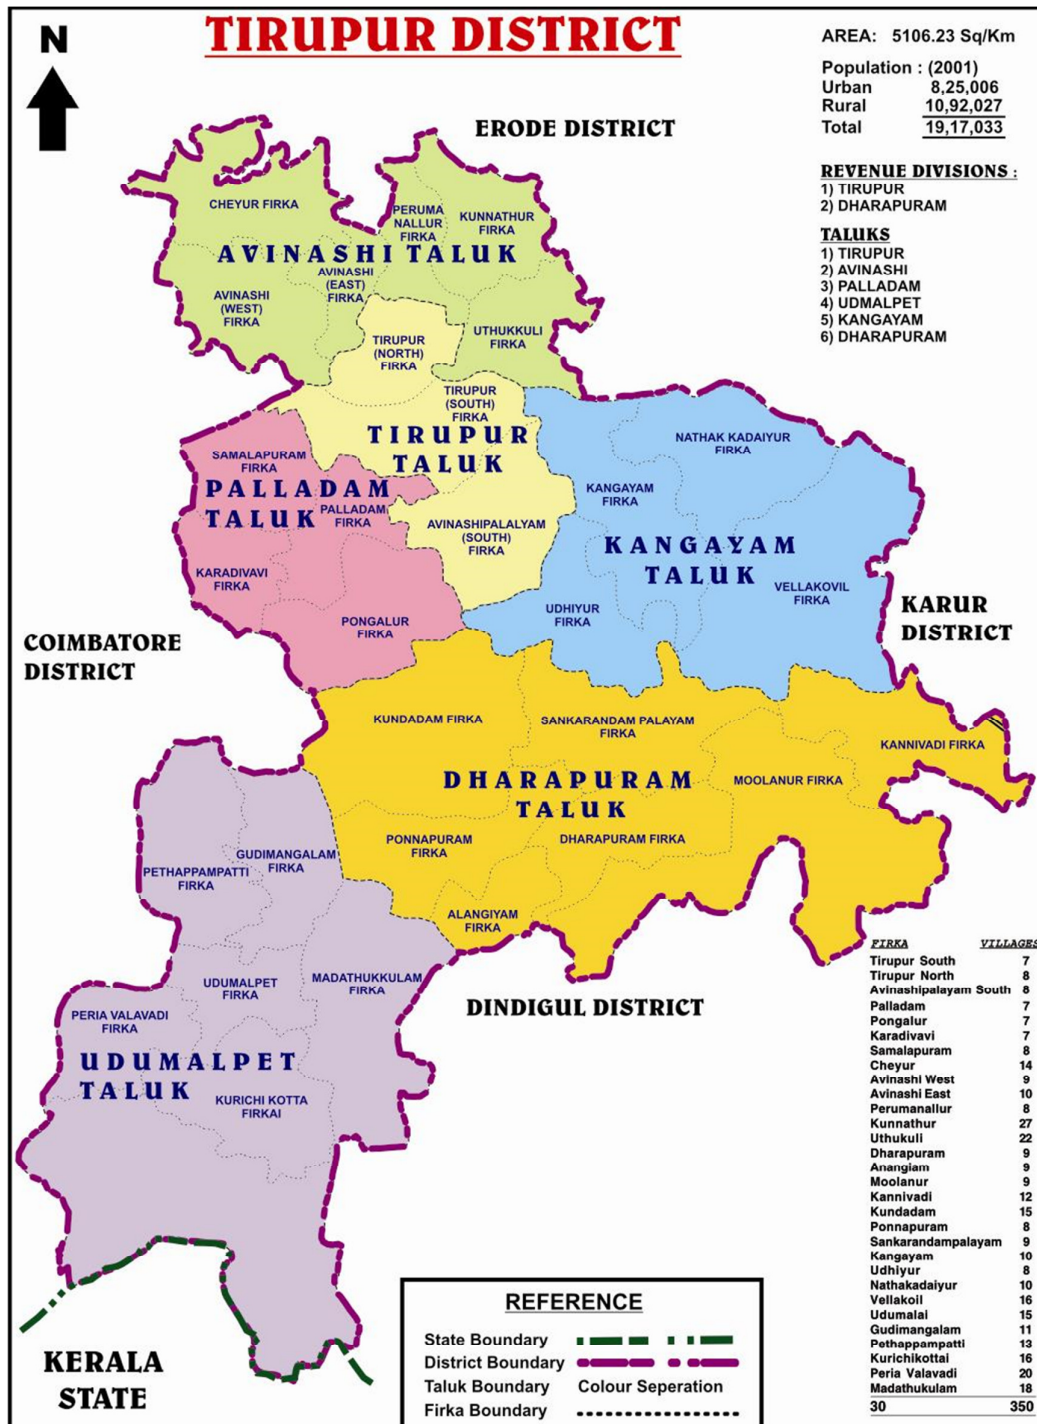 TIRUPUR DISTRICT
N
AREA: 5106.23 Sq/Km
Population : (2001)
Urban 8,25,006
Rural 10,92,027
Total 19,17,033
REVENUE DIVISIONS :
1) TIRUPUR
2) DHARAPURAM
TALUKS
1) TIRUPUR
2) AVINASHI
3) PALLADAM
4) UDMALPET
5) KANGAYAM
6) DHARAPURAM
ERODE DISTRICT
CHEYUR FIRKA
PERUMA
NALLUR
FIRKA
KUNNATHUR
FIRKA
AVINASHI TALUK
AVINASHI
(EAST)
FIRKA
AVINASHI
(WEST)
FIRKA
UTHUKKULI
FIRKA
TIRUPUR
(NORTH)
FIRKA
TIRUPUR
(SOUTH)
FIRKA
TIRUPUR
TALUK
AVINASHIPALALYAM
(SOUTH)
FIRKA
SAMALAPURAM
FIRKA
PALLADAM
TALUK
PALLADAM
FIRKA
KARADIVAVI
FIRKA
PONGALUR
FIRKA
NATHAK KADAIYUR
FIRKA
KANGAYAM
FIRKA
KANGAYAM
TALUK
VELLAKOVIL
FIRKA
UDHIYUR
FIRKA
KARUR
DISTRICT
COIMBATORE
DISTRICT
KUNDADAM FIRKA
SANKARANDAM PALAYAM
FIRKA
KANNIVADI FIRKA
MOOLANUR FIRKA
DHARAPURAM
TALUK
PONNAPURAM
FIRKA
DHARAPURAM FIRKA
ALANGIYAM
FIRKA
GUDIMANGALAM
FIRKA
PETHAPPAMPATTI
FIRKA
UDUMALPET
FIRKA
MADATHUKKULAM
FIRKA
PERIA VALAVADI
FIRKA
UDUMALPET
TALUK
KURICHI KOTTA
FIRKAI
DINDIGUL DISTRICT
KERALA
STATE
FIRKA VILLAGES
Tirupur South 7
Tirupur North 8
Avinashipalayam South 8
Palladam 7
Pongalur 7
Karadivavi 7
Samalapuram 8
Cheyur 14
Avinashi West 9
Avinashi East 10
Perumanallur 8
Kunnathur 27
Uthukuli 22
Dharapuram 9
Anangiam 9
Moolanur 9
Kannivadi 12
Kundadam 15
Ponnapuram 8
Sankarandampalayam 9
Kangayam 10
Udhiyur 8
Nathakadaiyur 10
Vellakoil 16
Udumalai 15
Gudimangalam 11
Pethappampatti 13
Kurichikottai 16
Peria Valavadi 20
Madathukulam 18
30 350
REFERENCE
State Boundary
District Boundary
Taluk Boundary Colour Seperation
Firka Boundary